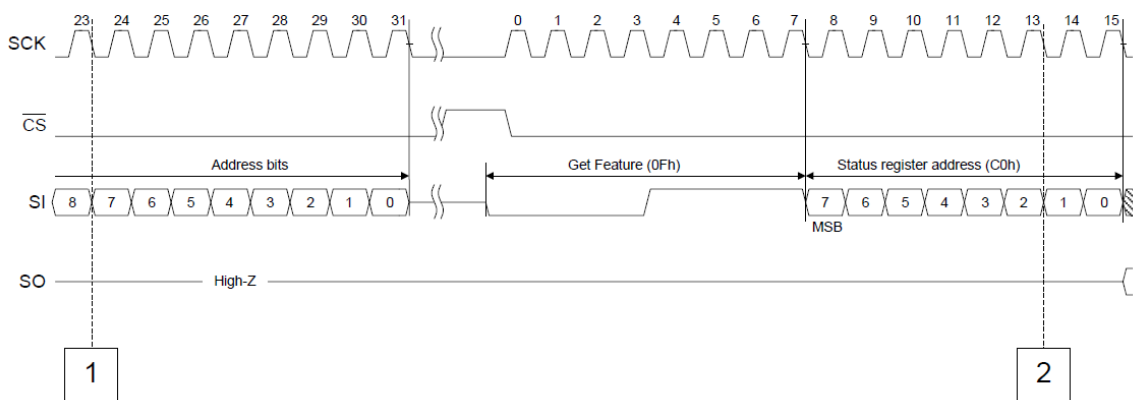 23 24 25 26 27 28 29 30 31 0 1 2 3 4 5 6 7 8 9 10 11 12 13 14 15
SCK
CS
Address bits Get Feature (0Fh) Status register address (C0h)
SI 8 7 6 5 4 3 2 1 0 7 6 5 4 3 2 1 0
MSB
SO High-Z
1 2